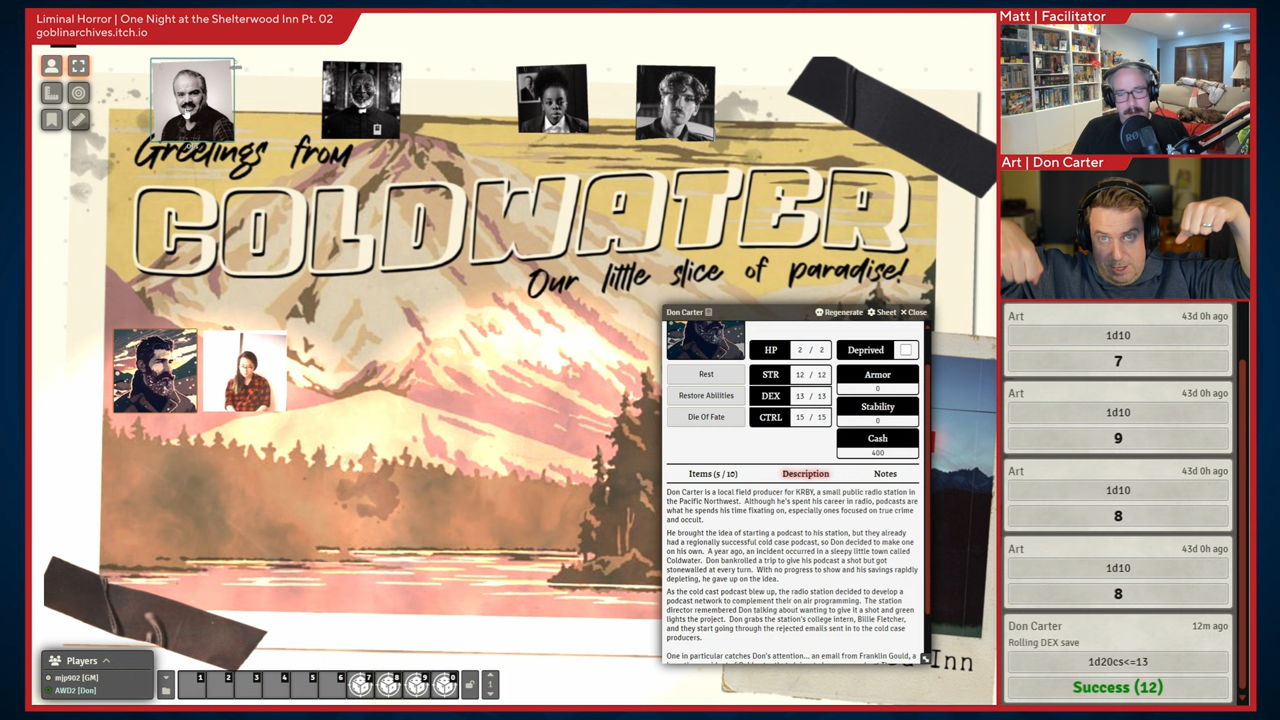 Liminal Horror | One Night at the Shelterwood Inn Pt. 02
goblinarchives.itch.io
Matt | Facilitator
Art | Don Carter
Greetings from
COLDWATER
Our little slice of paradise!
Don Carter
Regenerate
Sheet
Close
HP
2 / 2
Deprived
Rest
STR
12 / 12
Armor
0
Restore Abilities
DEX
13 / 13
Stability
0
Die Of Fate
CTRL
15 / 15
Cash
400
Items (5 / 10)
Description
Notes
Don Carter is a local field producer for KRBY, a small public radio station in
the Pacific Northwest. Although he's spent his career in radio, podcasts are
what he spends his time fixating on, especially ones focused on true crime
and occult.
He brought the idea of starting a podcast to his station, but they already
had a regionally successful cold case podcast, so Don decided to make one
on his own. A year ago, an incident occurred in a sleepy little town called
Coldwater. Don bankrolled a trip to give his podcast a shot but got
stonewalled at every turn. With no progress to show and his savings rapidly
depleting, he gave up on the idea.
As the cold cast podcast blew up, the radio station decided to develop a
podcast network to complement their on air programming. The station
director remembered Don talking about wanting to give it a shot and green
lights the project. Don grabs the station's college intern, Billie Fletcher,
and they start going through the rejected emails sent in to the cold case
producers.
One in particular catches Don's attention... an email from Franklin Gould, a
Inn
Players
mjp902 [GM]
AWD2 [Don]
1
2
3
4
5
6
7
8
9
0
1
Art
43d 0h ago
1d10
7
Art
43d 0h ago
1d10
9
Art
43d 0h ago
1d10
8
Art
43d 0h ago
1d10
8
Don Carter
12m ago
Rolling DEX save
1d20cs<=13
Success (12)